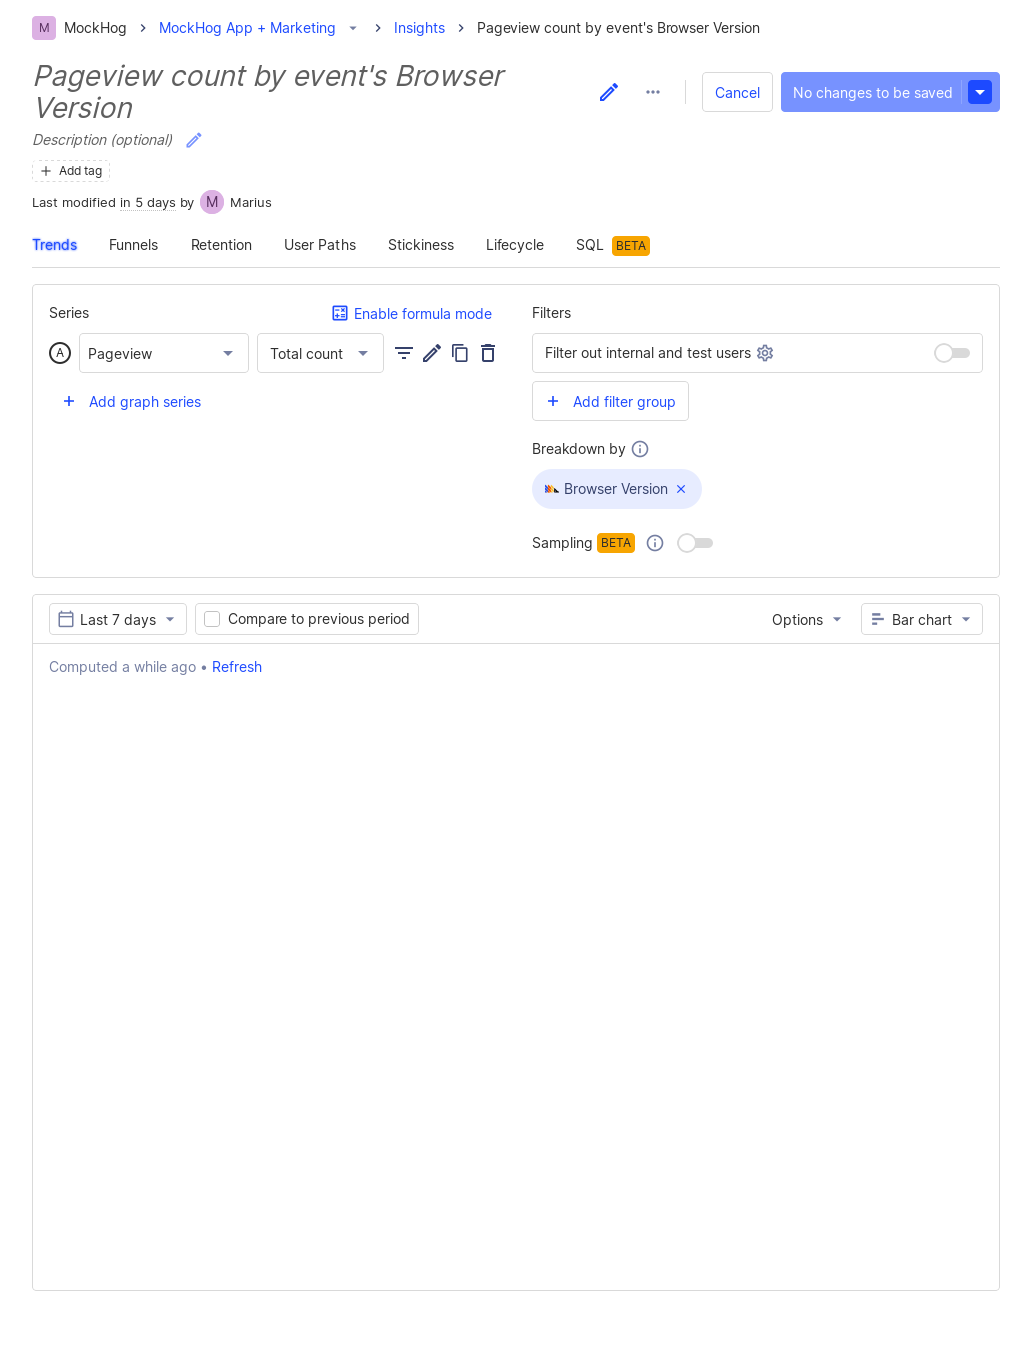 M MockHog MockHog App + Marketing Insights Pageview count by event's Browser Version
Pageview count by event's Browser
Version
Cancel No changes to be saved
Description (optional)
Add tag
Last modified in 5 days by M Marius
Trends Funnels Retention User Paths Stickiness Lifecycle SQL BETA
Series Enable formula mode
A Pageview Total count
Add graph series
Filters
Filter out internal and test users
Add filter group
Breakdown by
Browser Version
Sampling BETA
Last 7 days Compare to previous period Options Bar chart
Computed a while ago • Refresh